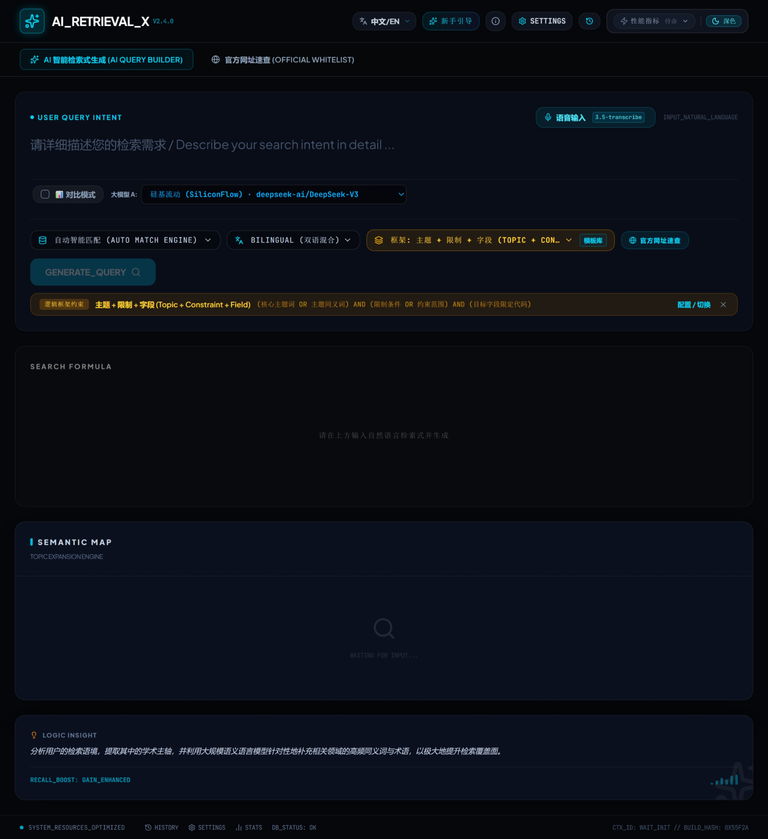 AI_RETRIEVAL_X V2.4.0 中文/EN 新手引导 SETTINGS 性能指标 待命 深色
AI 智能检索式生成 (AI QUERY BUILDER) 官方网址速查 (OFFICIAL WHITELIST)
USER QUERY INTENT 语音输入 3.5-transcribe INPUT_NATURAL_LANGUAGE
请详细描述您的检索需求 / Describe your search intent in detail ...
对比模式 大模型 A: 硅基流动 (SiliconFlow) · deepseek-ai/DeepSeek-V3
自动智能匹配 (AUTO MATCH ENGINE) BILINGUAL (双语混合) 框架: 主题 + 限制 + 字段 (TOPIC + CON… 模板库 官方网址速查
GENERATE_QUERY
逻辑框架约束 主题 + 限制 + 字段 (Topic + Constraint + Field) (核心主题词 OR 主题同义词) AND (限制条件 OR 约束范围) AND (目标字段限定代码) 配置 / 切换
SEARCH FORMULA
请在上方输入自然语言检索式并生成
SEMANTIC MAP
TOPIC EXPANSION ENGINE
WAITING FOR INPUT...
LOGIC INSIGHT
分析用户的检索语境，提取其中的学术主轴，并利用大规模语义语言模型针对性地补充相关领域的高频同义词与术语，以极大地提升检索覆盖面。
RECALL_BOOST: GAIN_ENHANCED
SYSTEM_RESOURCES_OPTIMIZED HISTORY SETTINGS STATS DB_STATUS: OK CTX_ID: WAIT_INIT // BUILD_HASH: 0X55F2A